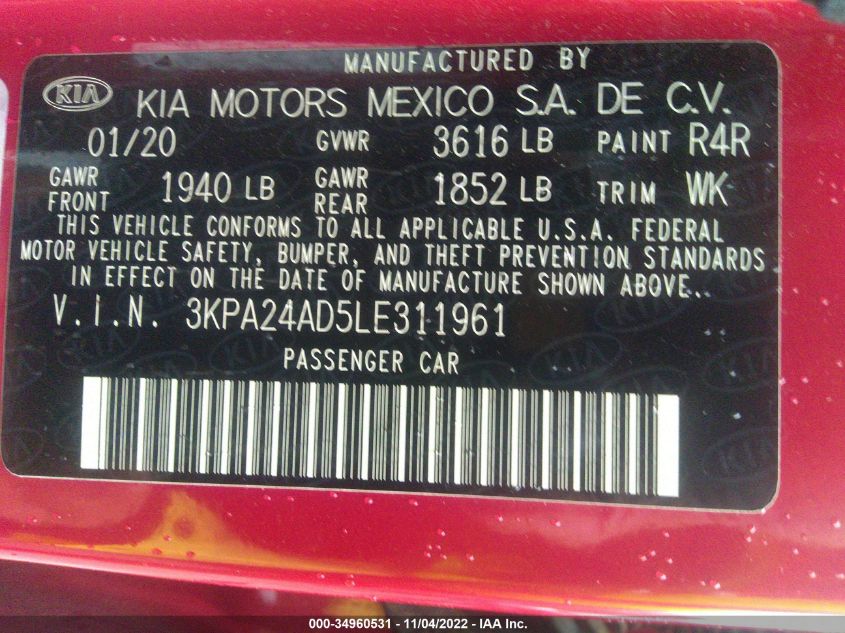 MANUFACTURED BY
KIA KIA MOTORS MEXICO S.A. DE C.V.
01/20 GVWR 3616 LB PAINT R4R
GAWR FRONT 1940 LB GAWR REAR 1852 LB TRIM WK
THIS VEHICLE CONFORMS TO ALL APPLICABLE U.S.A. FEDERAL
MOTOR VEHICLE SAFETY, BUMPER, AND THEFT PREVENTION STANDARDS
IN EFFECT ON THE DATE OF MANUFACTURE SHOWN ABOVE..
V.I.N. 3KPA24AD5LE311961
PASSENGER CAR
000-34960531 - 11/04/2022 - IAA Inc.